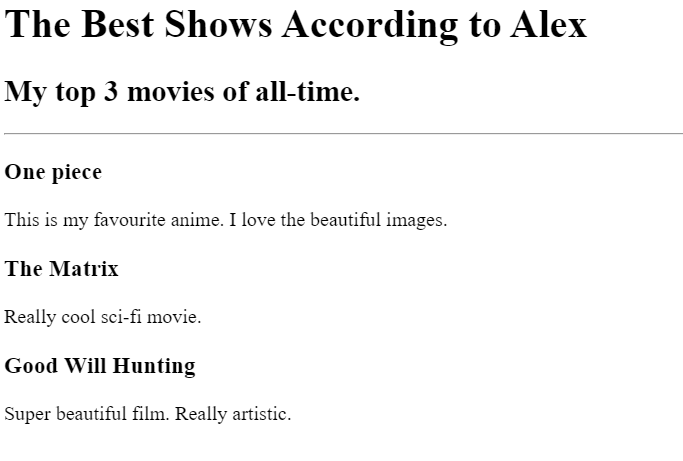 The Best Shows According to Alex
My top 3 movies of all-time.
One piece
This is my favourite anime. I love the beautiful images.
The Matrix
Really cool sci-fi movie.
Good Will Hunting
Super beautiful film. Really artistic.